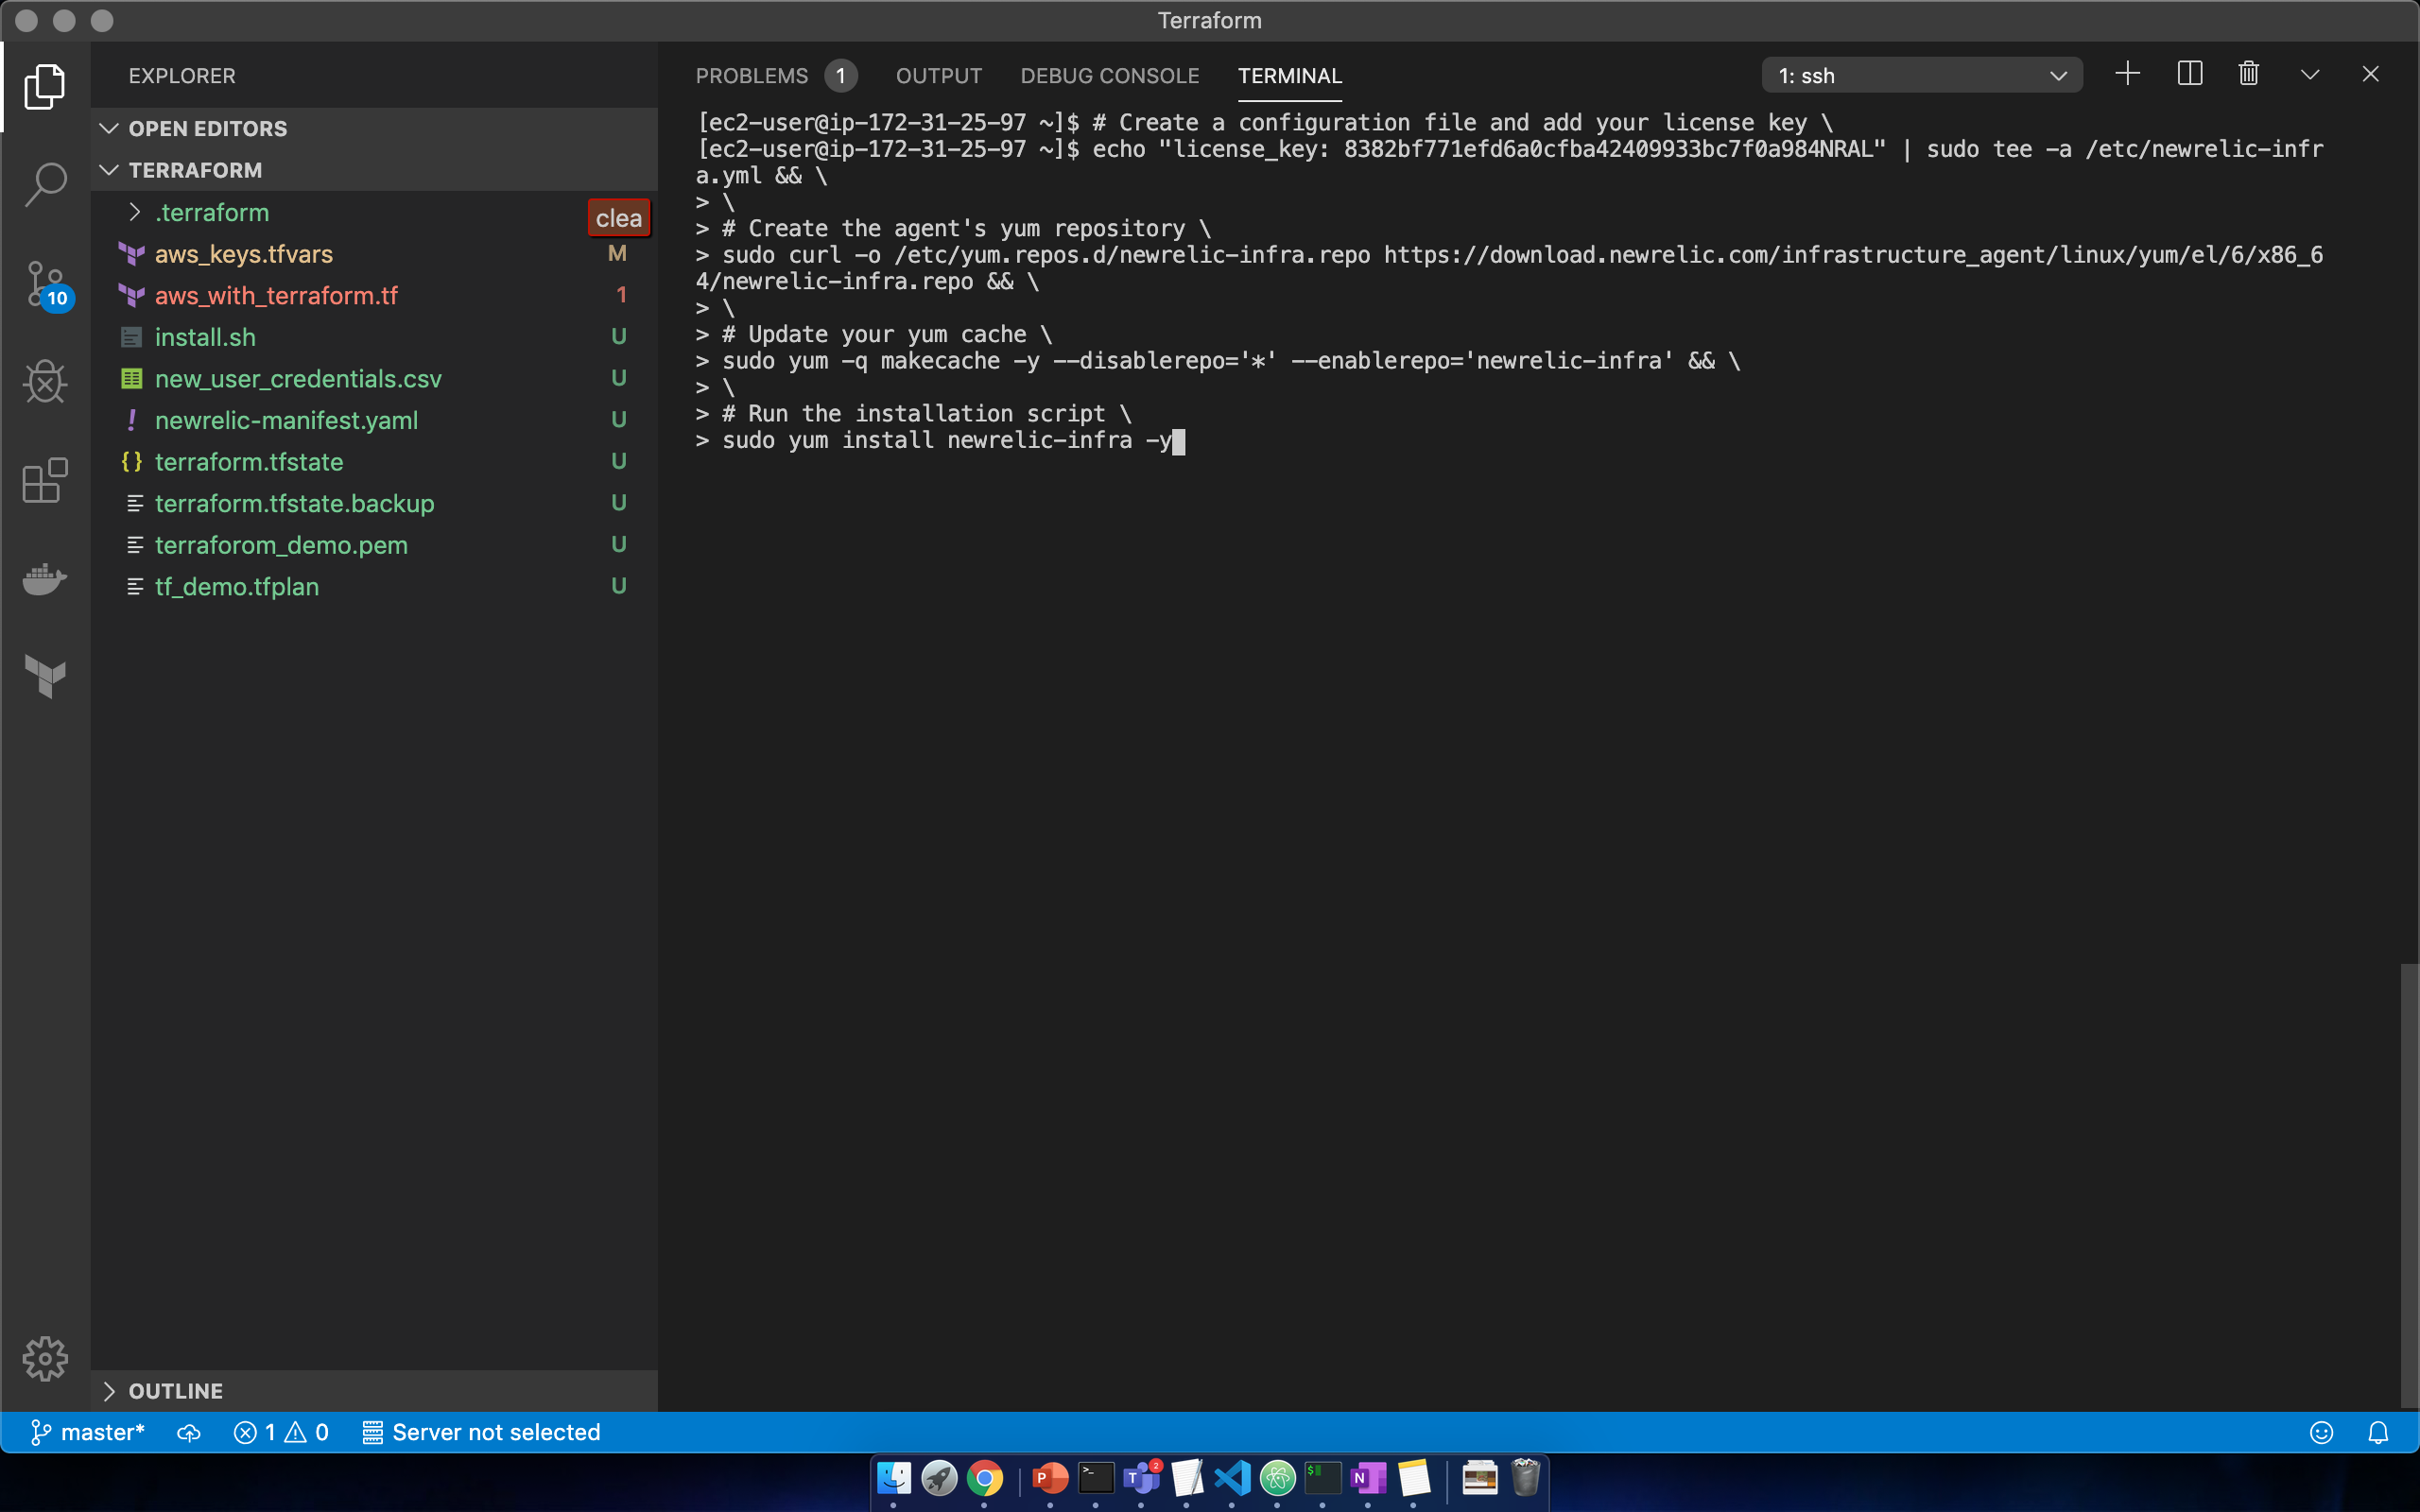 Terraform
EXPLORER
OPEN EDITORS
TERRAFORM
.terraform
clea
aws_keys.tfvars M
aws_with_terraform.tf 1
install.sh U
new_user_credentials.csv U
newrelic-manifest.yaml U
terraform.tfstate U
terraform.tfstate.backup U
terraforom_demo.pem U
tf_demo.tfplan U
10
OUTLINE
PROBLEMS 1 OUTPUT DEBUG CONSOLE TERMINAL 1: ssh
[ec2-user@ip-172-31-25-97 ~]$ # Create a configuration file and add your license key \
[ec2-user@ip-172-31-25-97 ~]$ echo "license_key: 8382bf771efd6a0cfba42409933bc7f0a984NRAL" | sudo tee -a /etc/newrelic-infr
a.yml && \
> \
> # Create the agent's yum repository \
> sudo curl -o /etc/yum.repos.d/newrelic-infra.repo https://download.newrelic.com/infrastructure_agent/linux/yum/el/6/x86_6
4/newrelic-infra.repo && \
> \
> # Update your yum cache \
> sudo yum -q makecache -y --disablerepo='*' --enablerepo='newrelic-infra' && \
> \
> # Run the installation script \
> sudo yum install newrelic-infra -y
master* 1 0 Server not selected
P >_ T 2 $ N